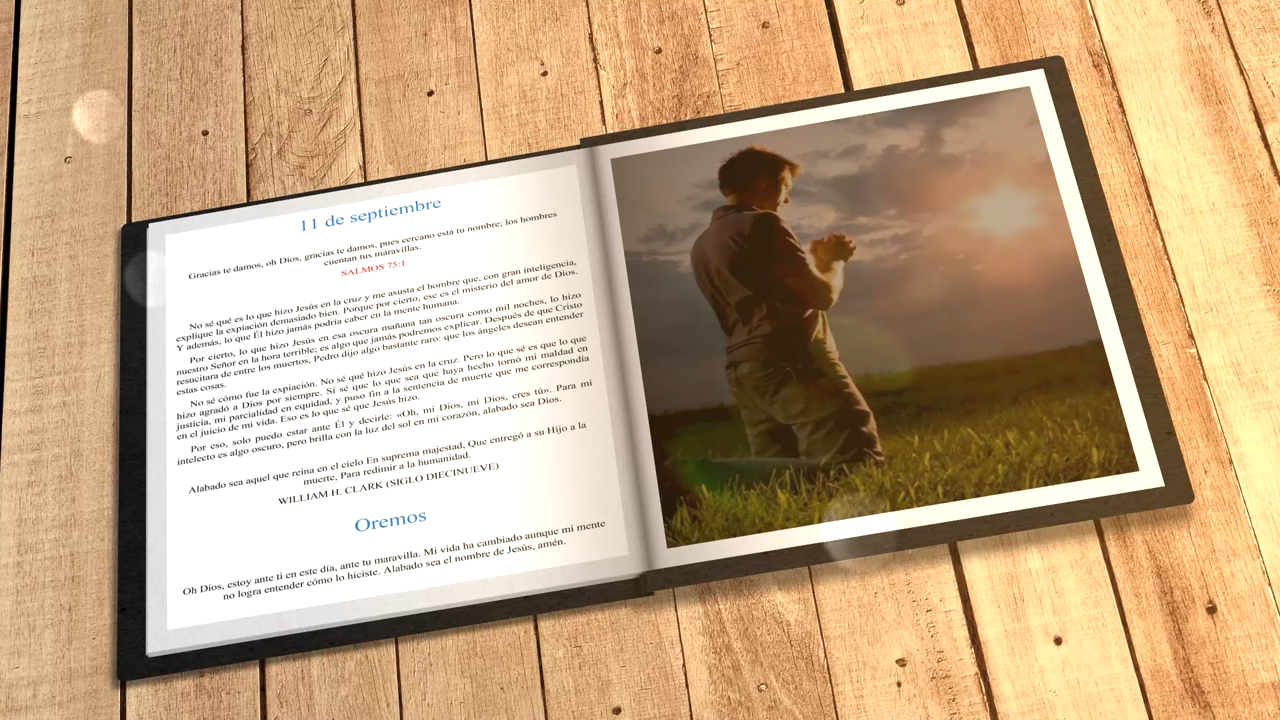 11 de septiembre
Gracias te damos, oh Dios, gracias te damos, pues cercano está tu nombre; los hombres
cuentan tus maravillas.
SALMOS 75:1
No sé qué es lo que hizo Jesús en la cruz y me asusta el hombre que, con gran inteligencia,
explique la expiación demasiado bien. Porque por cierto, ese es el misterio del amor de Dios.
Y además, lo que Él hizo jamás podría caber en la mente humana.
Por cierto, lo que hizo Jesús en esa oscura mañana tan oscura como mil noches, lo hizo
nuestro Señor en la hora terrible; es algo que jamás podremos explicar. Después de que Cristo
resucitara de entre los muertos, Pedro dijo algo bastante raro: que los ángeles desean entender
estas cosas.
No sé cómo fue la expiación. No sé qué hizo Jesús en la cruz. Pero lo que sé es que lo que
hizo agradó a Dios por siempre. Sí sé que lo que sea que haya hecho tornó mi maldad en
justicia, mi parcialidad en equidad, y puso fin a la sentencia de muerte que me correspondía
en el juicio de mi vida. Eso es lo que sé que Jesús hizo.
Por eso, solo puedo estar ante Él y decirle: «Oh, mi Dios, mi Dios, eres tú». Para mi
intelecto es algo oscuro, pero brilla con la luz del sol en mi corazón, alabado sea Dios.
Alabado sea aquel que reina en el cielo En suprema majestad, Que entregó a su Hijo a la
muerte, Para redimir a la humanidad.
WILLIAM H. CLARK (SIGLO DIECINUEVE)
Oremos
Oh Dios, estoy ante ti en este día, ante tu maravilla. Mi vida ha cambiado aunque mi mente
no logra entender cómo lo hiciste. Alabado sea el nombre de Jesús, amén.